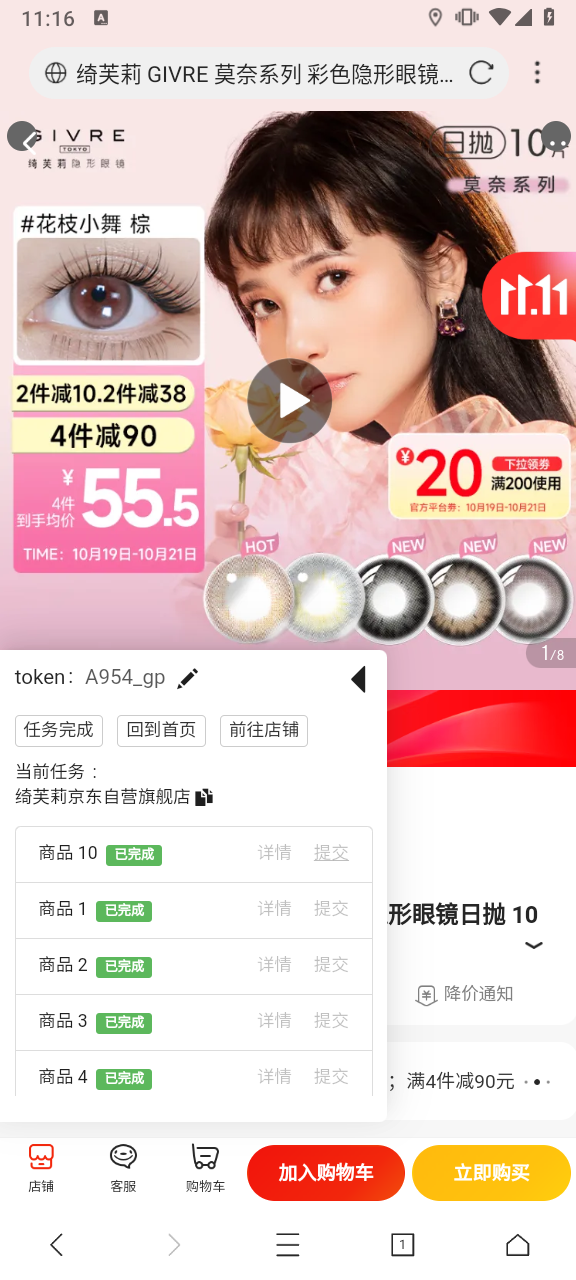 11:16
绮芙莉 GIVRE 莫奈系列 彩色隐形眼镜...
GIVRE
TOKYO
绮芙莉隐形眼镜
日抛 10片
莫奈系列
#花枝小舞 棕
11.11
2件减10.2件减38
4件减90
¥
4件
到手均价
55.5
TIME：10月19日-10月21日
¥20
下拉领券
满200使用
官方平台券：10月19日-10月21日
HOT
NEW
NEW
NEW
1/8
token： A954_gp
任务完成 回到首页 前往店铺
当前任务：
绮芙莉京东自营旗舰店
商品 10 已完成 详情 提交
商品 1 已完成 详情 提交
商品 2 已完成 详情 提交
商品 3 已完成 详情 提交
商品 4 已完成 详情 提交
形眼镜日抛 10
降价通知
；满4件减90元
店铺
客服
购物车
加入购物车
立即购买
1